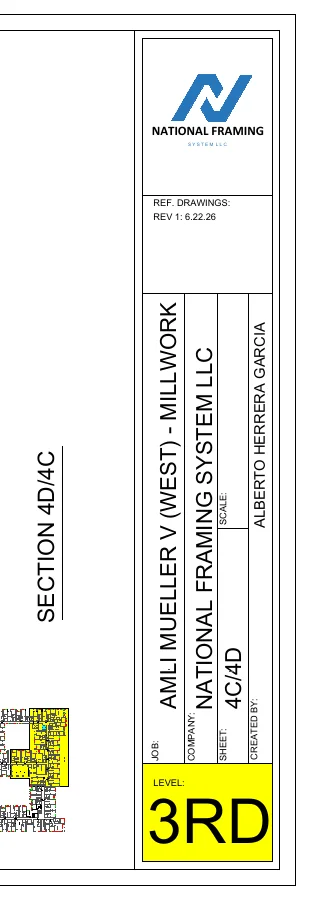 NATIONAL FRAMING
SYSTEM LLC
REF. DRAWINGS:
REV 1: 6.22.26
SECTION 4D/4C
JOB:
AMLI MUELLER V (WEST) - MILLWORK
COMPANY:
NATIONAL FRAMING SYSTEM LLC
SHEET:
4C/4D
SCALE:
CREATED BY:
ALBERTO HERRERA GARCIA
LEVEL:
3RD